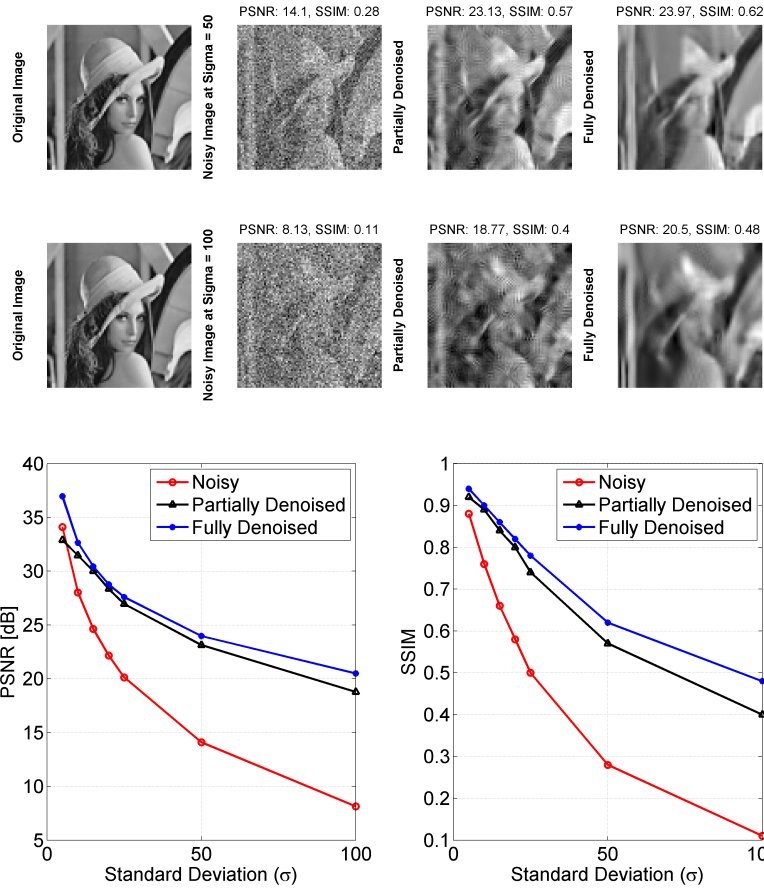 Original Image
Noisy Image at Sigma = 50
PSNR: 14.1, SSIM: 0.28
Partially Denoised
PSNR: 23.13, SSIM: 0.57
Fully Denoised
PSNR: 23.97, SSIM: 0.62
Original Image
Noisy Image at Sigma = 100
PSNR: 8.13, SSIM: 0.11
Partially Denoised
PSNR: 18.77, SSIM: 0.4
Fully Denoised
PSNR: 20.5, SSIM: 0.48
PSNR [dB]
40
35
30
25
20
15
10
5
Noisy
Partially Denoised
Fully Denoised
0
50
100
Standard Deviation (σ)
SSIM
1
0.9
0.8
0.7
0.6
0.5
0.4
0.3
0.2
0.1
Noisy
Partially Denoised
Fully Denoised
0
50
100
Standard Deviation (σ)